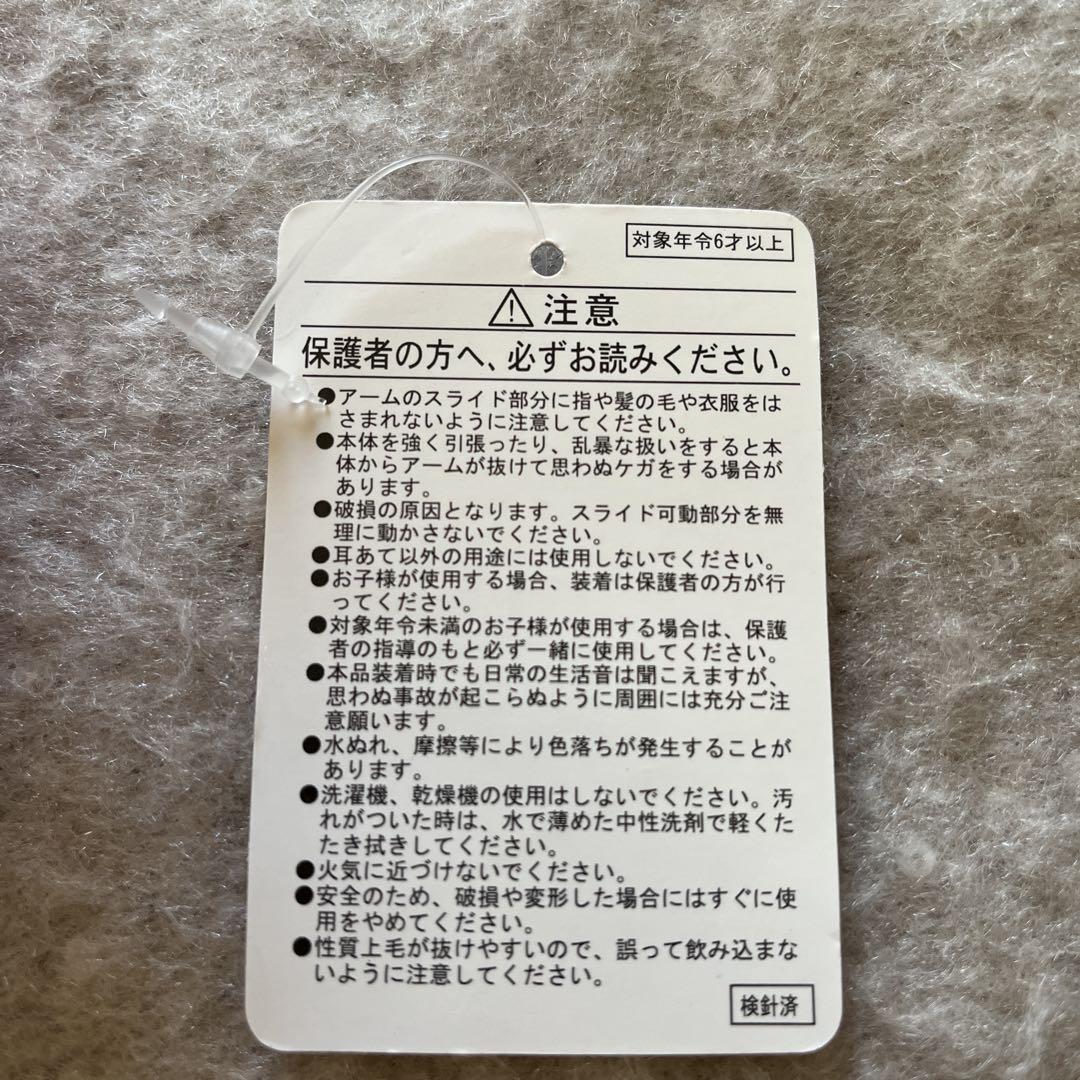 対象年令6才以上
⚠注意
保護者の方へ、必ずお読みください。
●アームのスライド部分に指や髪の毛や衣服をは
さまれないように注意してください。
●本体を強く引張ったり、乱暴な扱いをすると本
体からアームが抜けて思わぬケガをする場合が
あります。
●破損の原因となります。スライド可動部分を無
理に動かさないでください。
●耳あて以外の用途には使用しないでください。
●お子様が使用する場合、装着は保護者の方が行
ってください。
●対象年令未満のお子様が使用する場合は、保護
者の指導のもと必ず一緒に使用してください。
●本品装着時でも日常の生活音は聞こえますが、
思わぬ事故が起こらぬように周囲には充分ご注
意願います。
●水ぬれ、摩擦等により色落ちが発生することが
あります。
●洗濯機、乾燥機の使用はしないでください。汚
れがついた時は、水で薄めた中性洗剤で軽くた
たき拭きしてください。
●火気に近づけないでください。
●安全のため、破損や変形した場合にはすぐに使
用をやめてください。
●性質上毛が抜けやすいので、誤って飲み込まな
いように注意してください。
検針済